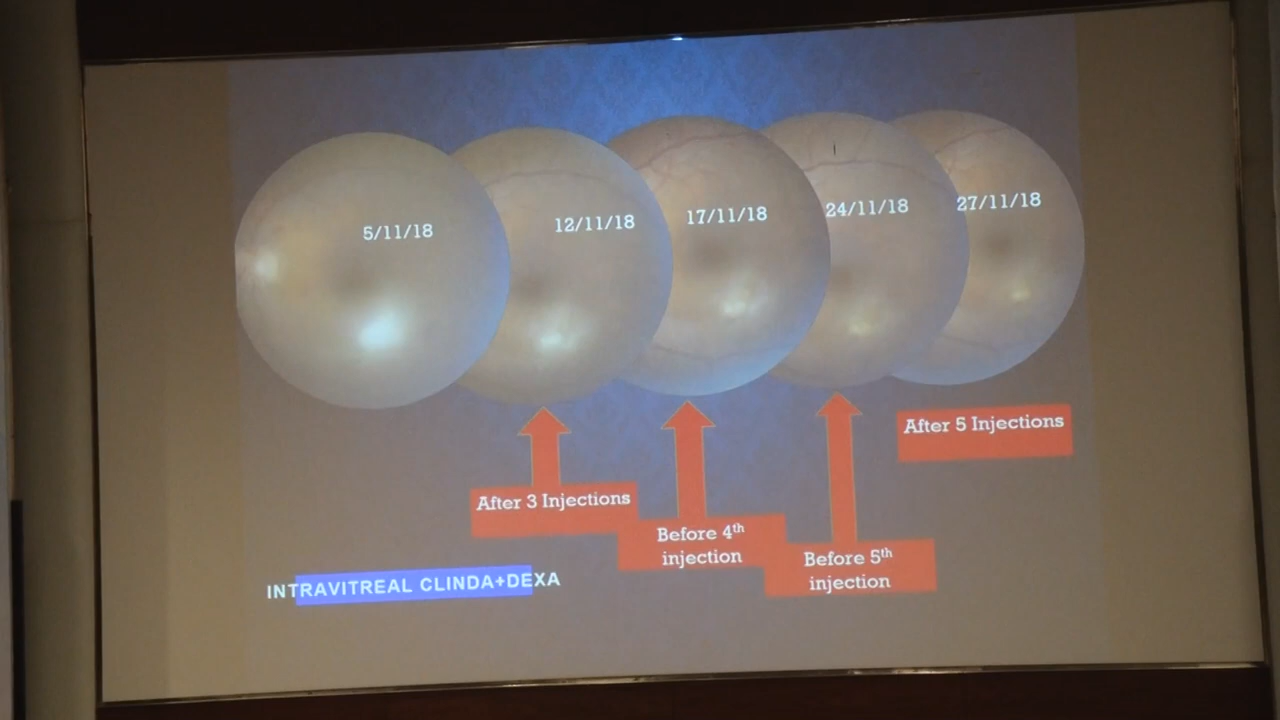 5/11/18
12/11/18
17/11/18
24/11/18
27/11/18
After 5 Injections
After 3 Injections
Before 4th
injection
Before 5th
injection
INTRAVITREAL CLINDA+DEXA